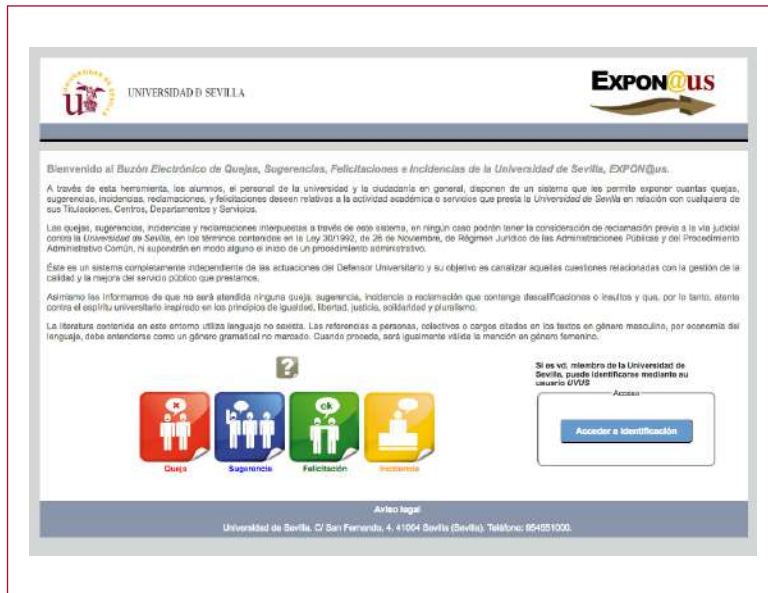 UNIVERSIDAD DE SEVILLA
US
UNIVERSIDAD D SEVILLA
EXPON@us
Bienvenido al Buzón Electrónico de Quejas, Sugerencias, Felicitaciones e Incidencias de la Universidad de Sevilla, EXPON@us.
A través de esta herramienta, los alumnos, el personal de la universidad y la ciudadanía en general, disponen de un sistema que les permite exponer cuantas quejas,
sugerencias, incidencias, reclamaciones, y felicitaciones deseen relativas a la actividad académica o servicios que presta la Universidad de Sevilla en relación con cualquiera de
sus Titulaciones, Centros, Departamentos y Servicios.
Las quejas, sugerencias, incidencias y reclamaciones interpuestas a través de este sistema, en ningún caso podrán tener la consideración de reclamación previa a la vía judicial
contra la Universidad de Sevilla, en los términos contenidos en la Ley 30/1992, de 26 de Noviembre, de Régimen Jurídico de las Administraciones Públicas y del Procedimiento
Administrativo Común, ni supondrán en modo alguno el inicio de un procedimiento administrativo.
Éste es un sistema completamente independiente de las actuaciones del Defensor Universitario y su objetivo es canalizar aquellas cuestiones relacionadas con la gestión de la
calidad y la mejora del servicio público que prestamos.
Asimismo les informamos de que no será atendida ninguna queja, sugerencia, incidencia o reclamación que contenga descalificaciones o insultos y que, por lo tanto, atente
contra el espíritu universitario inspirado en los principios de igualdad, libertad, justicia, solidaridad y pluralismo.
La literatura contenida en este entorno utiliza lenguaje no sexista. Las referencias a personas, colectivos o cargos citados en los textos en género masculino, por economía del
lenguaje, debe entenderse como un género gramatical no marcado. Cuando proceda, será igualmente válida la mención en género femenino.
?
Si es vd. miembro de la Universidad de
Sevilla, puede identificarse mediante su
usuario UVUS
Acceso
Acceder a identificación
ok
Queja
Sugerencia
Felicitación
Incidencia
Aviso legal
Universidad de Sevilla. C/ San Fernando, 4, 41004 Sevilla (Sevilla). Teléfono: 954551000.